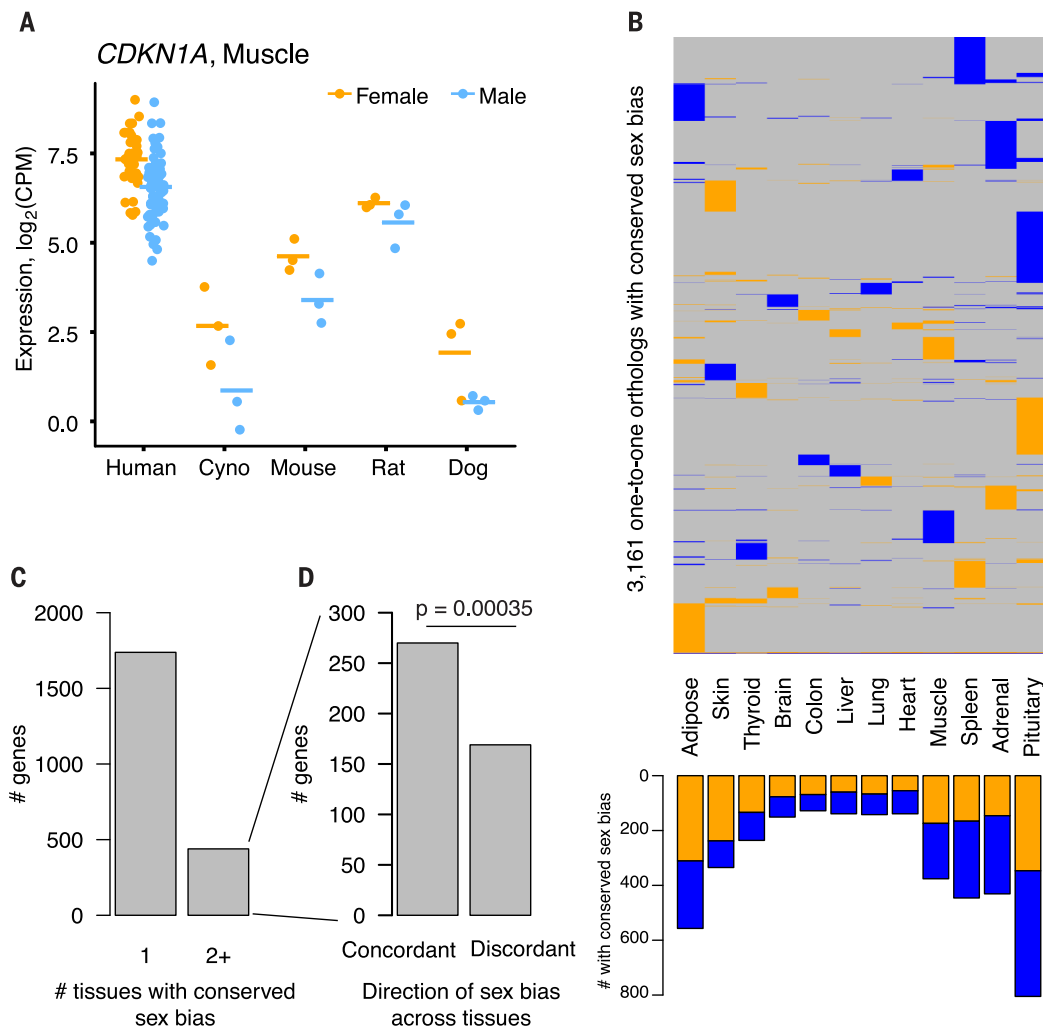 A
CDKN1A, Muscle
Female
Male
Expression, log2(CPM)
7.5
5.0
2.5
0.0
Human
Cyno
Mouse
Rat
Dog
B
3,161 one-to-one orthologs with conserved sex bias
Adipose
Skin
Thyroid
Brain
Colon
Liver
Lung
Heart
Muscle
Spleen
Adrenal
Pituitary
# with conserved sex bias
0
200
400
600
800
C
# genes
2000
1500
1000
500
0
1
2+
# tissues with conserved
sex bias
D
# genes
300
250
200
150
100
50
0
p = 0.00035
Concordant
Discordant
Direction of sex bias
across tissues